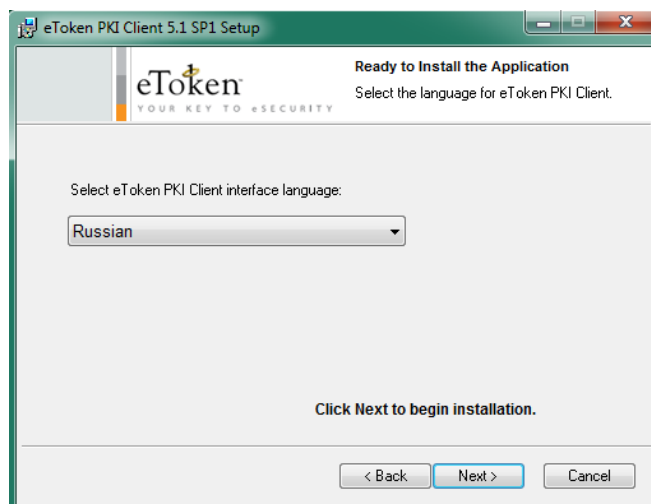 eToken PKI Client 5.1 SP1 Setup
eToken
YOUR KEY TO eSECURITY
Ready to Install the Application
Select the language for eToken PKI Client.
Select eToken PKI Client interface language:
Russian
Click Next to begin installation.
< Back Next > Cancel